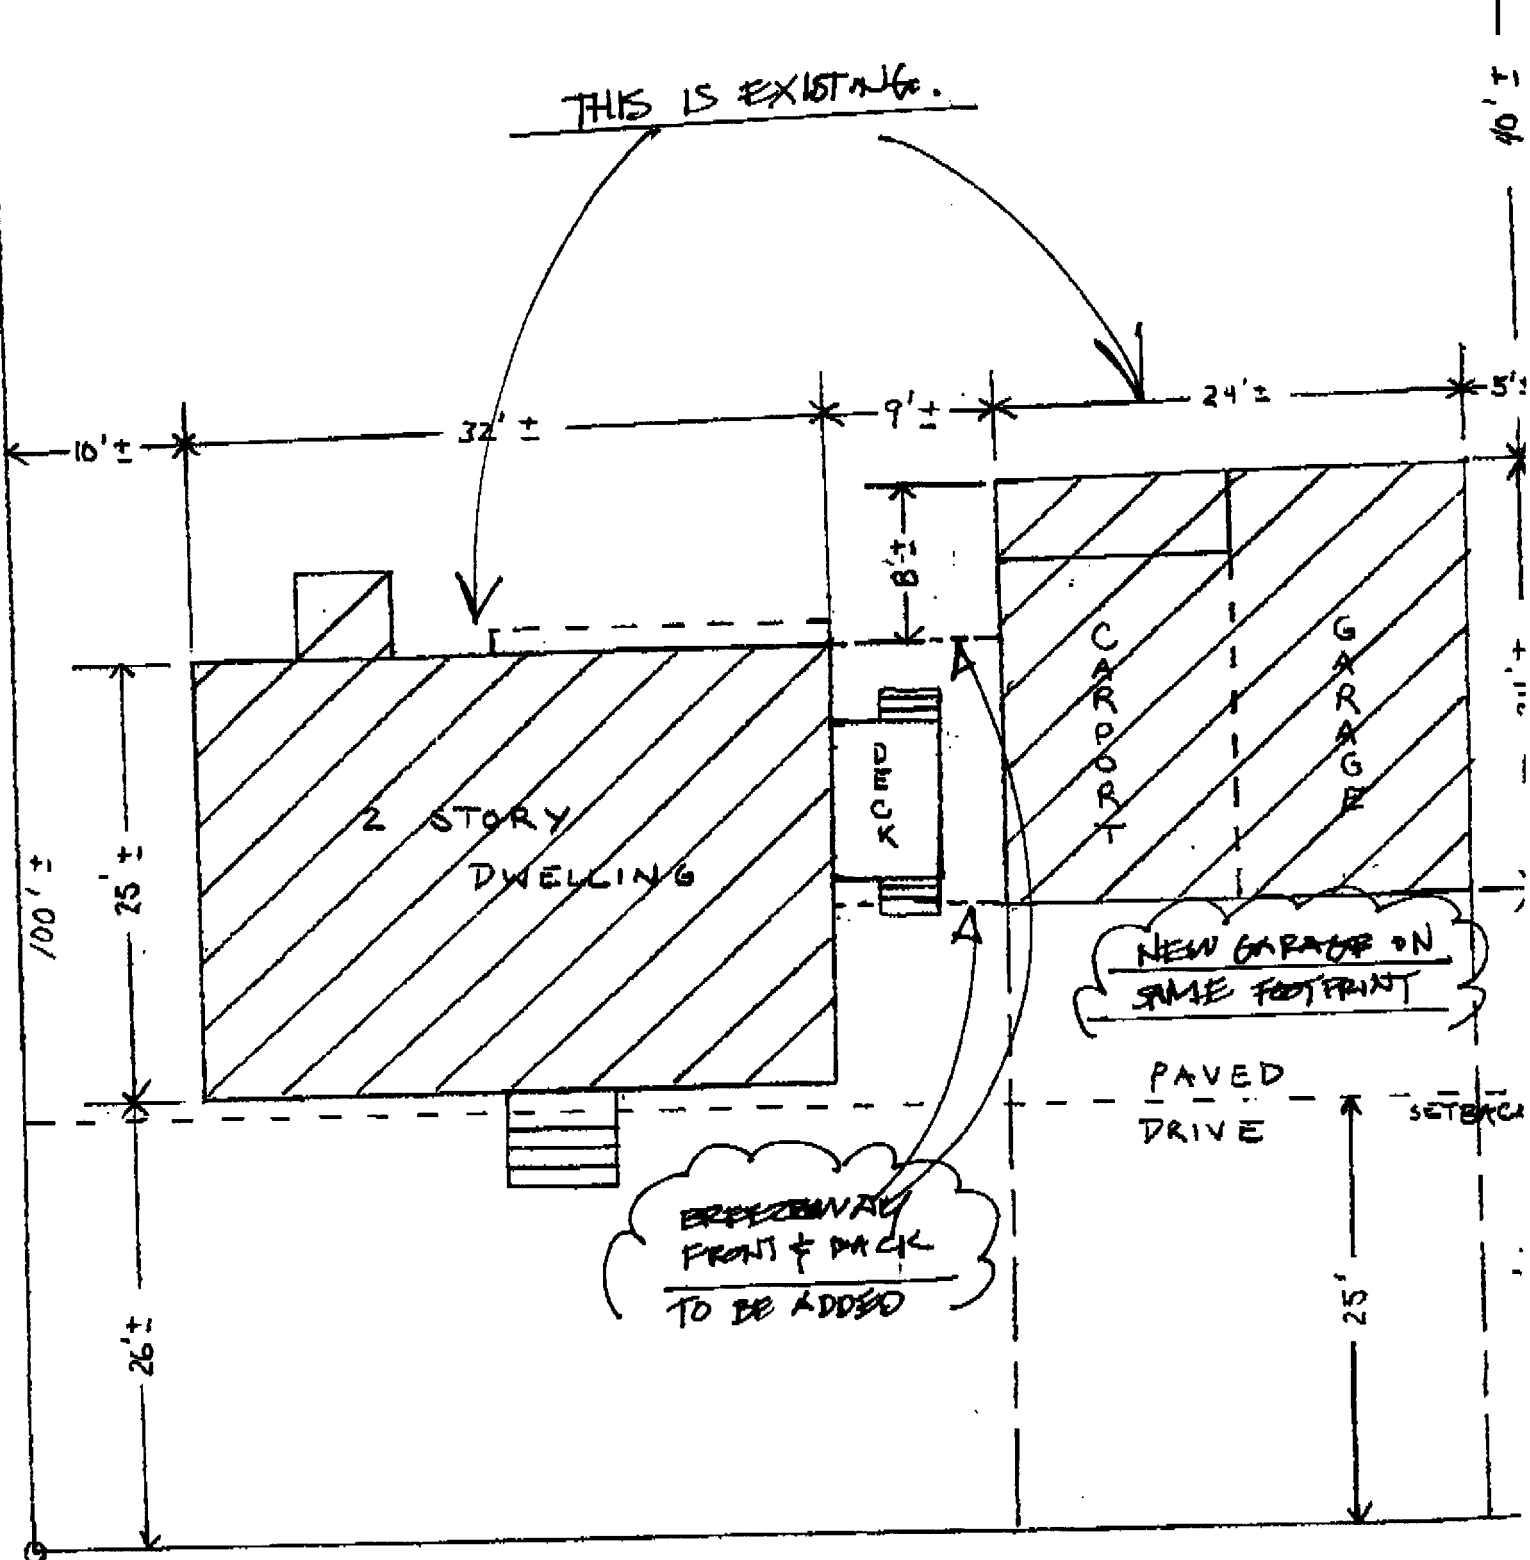 THIS IS EXISTING.
40'±
10'±
32'±
9'±
24'±
5'±
8'±
CARPORT
GARAGE
DECK
2 STORY
DWELLING
100'±
25'±
NEW GARAGE ON
SAME FOOTPRINT
PAVED
DRIVE
SETBACK
BREEZEWAY
FRONT & BACK
TO BE ADDED
26'±
25'